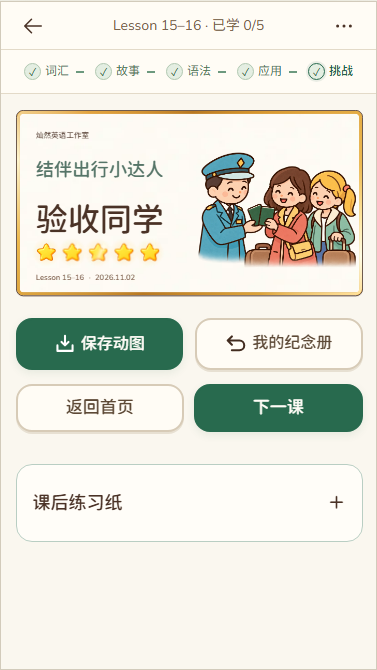 Lesson 15–16 · 已学 0/5
词汇 故事 语法 应用 挑战
灿然英语工作室
结伴出行小达人
验收同学
Lesson 15-16 · 2026.11.02
保存动图
我的纪念册
返回首页
下一课
课后练习纸